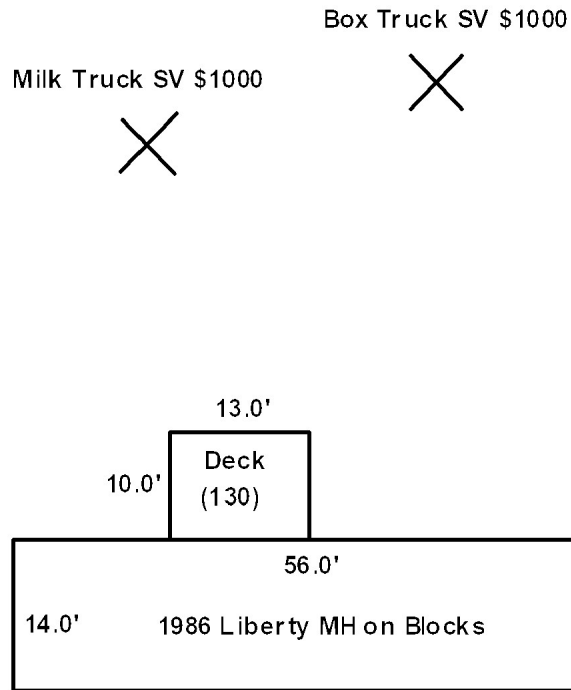 Box Truck SV $1000
Milk Truck SV $1000
13.0'
Deck
10.0'
(130)
56.0'
14.0'
1986 Liberty MH on Blocks